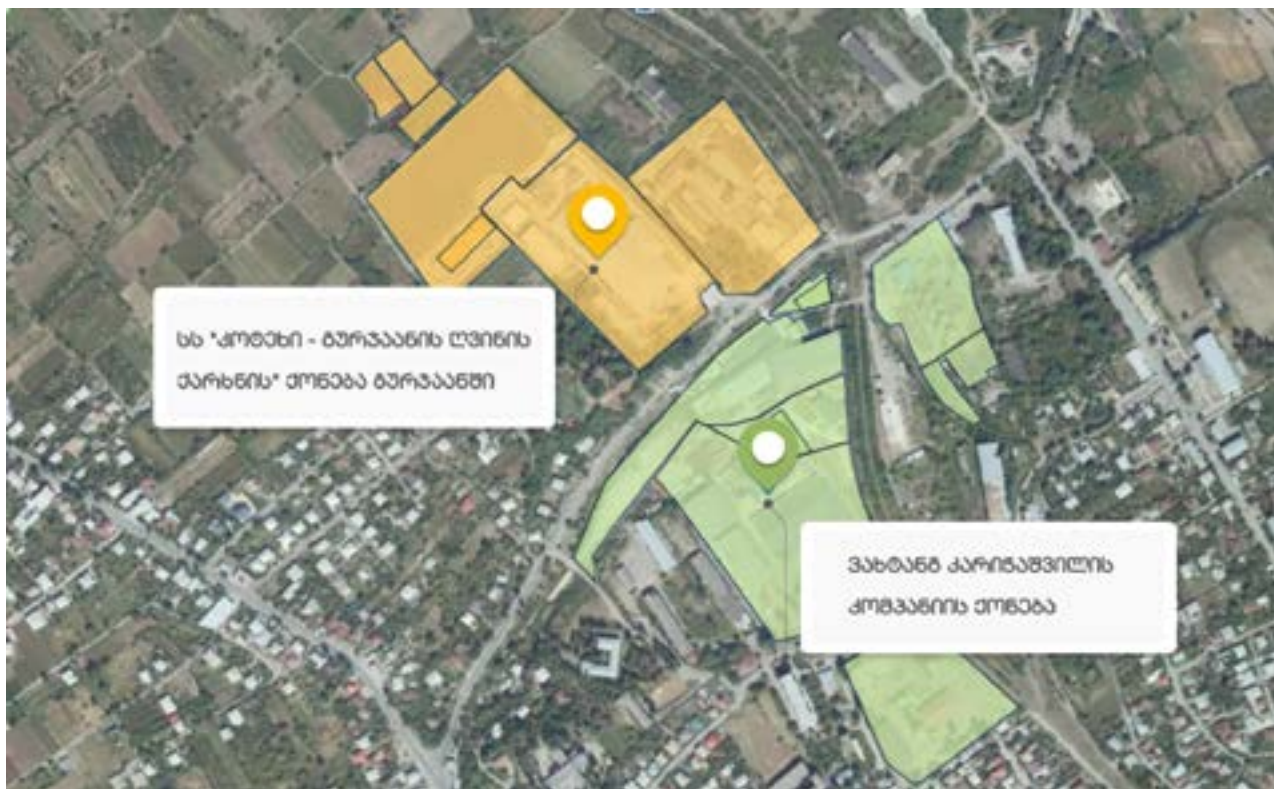 სს "კოტეხი - გურჯაანის ღვინის
ქარხნის" ქონება გურჯაანში
ვახტანგ კარიჭაშვილის
კომპანიის ქონება